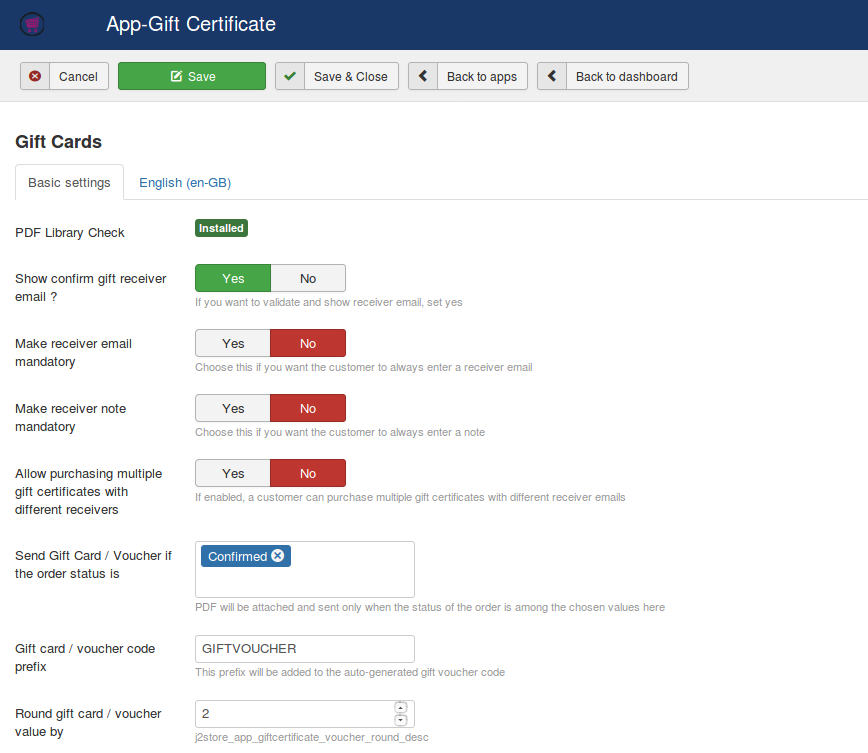 App-Gift Certificate
Cancel Save Save & Close Back to apps Back to dashboard
Gift Cards
Basic settings English (en-GB)
PDF Library Check Installed
Show confirm gift receiver
email ?
Yes No
If you want to validate and show receiver email, set yes
Make receiver email
mandatory
Yes No
Choose this if you want the customer to always enter a receiver email
Make receiver note
mandatory
Yes No
Choose this if you want the customer to always enter a note
Allow purchasing multiple
gift certificates with
different receivers
Yes No
If enabled, a customer can purchase multiple gift certificates with different receiver emails
Send Gift Card / Voucher if
the order status is
Confirmed
PDF will be attached and sent only when the status of the order is among the chosen values here
Gift card / voucher code
prefix
GIFTVOUCHER
This prefix will be added to the auto-generated gift voucher code
Round gift card / voucher
value by
2
j2store_app_giftcertificate_voucher_round_desc